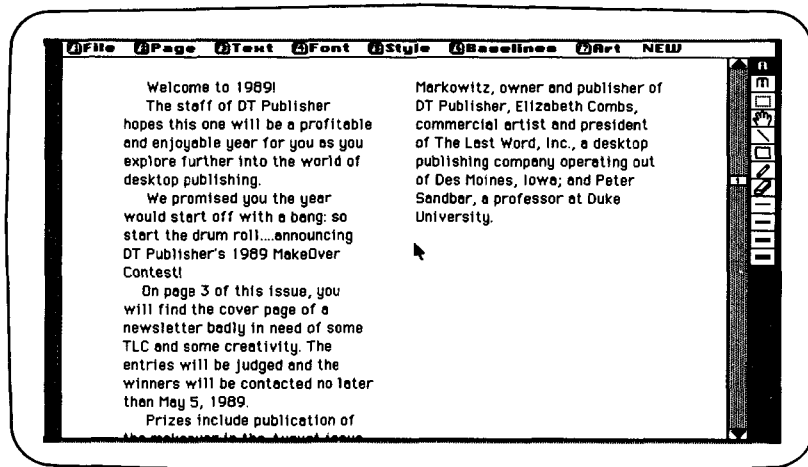 File Page Text Font Style Baselines Art NEW
Welcome to 1989!
The staff of DT Publisher
hopes this one will be a profitable
and enjoyable year for you as you
explore further into the world of
desktop publishing.
We promised you the year
would start off with a bang: so
start the drum roll....announcing
DT Publisher's 1989 MakeOver
Contest!
On page 3 of this issue, you
will find the cover page of a
newsletter badly in need of some
TLC and some creativity. The
entries will be judged and the
winners will be contacted no later
than May 5, 1989.
Prizes include publication of
the makeover in the August issue
Markowitz, owner and publisher of
DT Publisher, Elizabeth Combs,
commercial artist and president
of The Last Word, Inc., a desktop
publishing company operating out
of Des Moines, Iowa; and Peter
Sandbar, a professor at Duke
University.
1